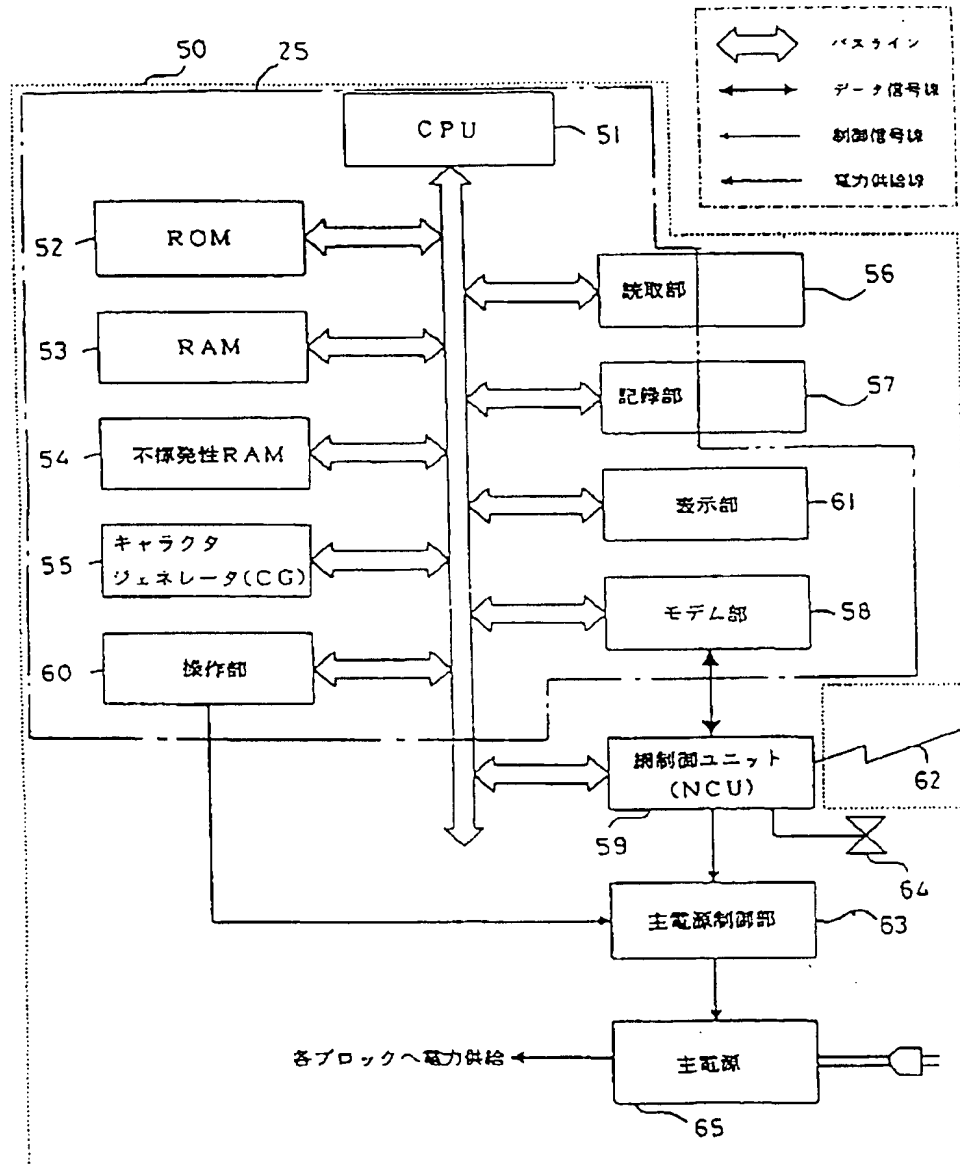 50
25
バスライン
データ信号線
制御信号線
電力供給線
CPU
51
52
ROM
読取部
56
53
RAM
記録部
57
54
不揮発性RAM
表示部
61
55
キャラクタ
ジェネレータ(CG)
モデム部
58
60
操作部
網制御ユニット
(NCU)
62
59
64
主電源制御部
63
各ブロックへ電力供給
主電源
65